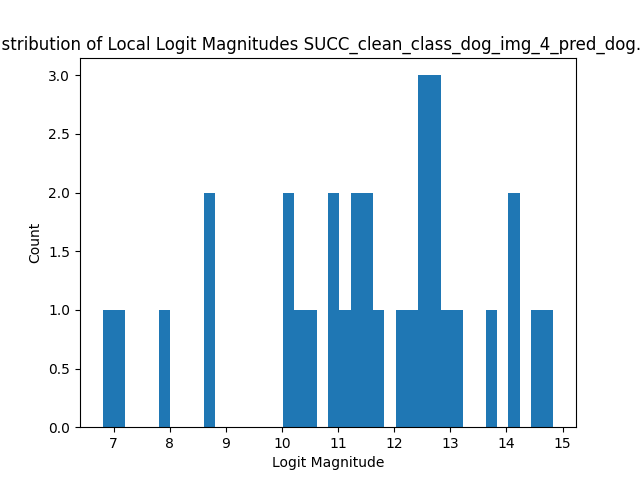 stribution of Local Logit Magnitudes SUCC_clean_class_dog_img_4_pred_dog.
3.0
2.5
2.0
1.5
1.0
0.5
0.0
Count
7 8 9 10 11 12 13 14 15
Logit Magnitude